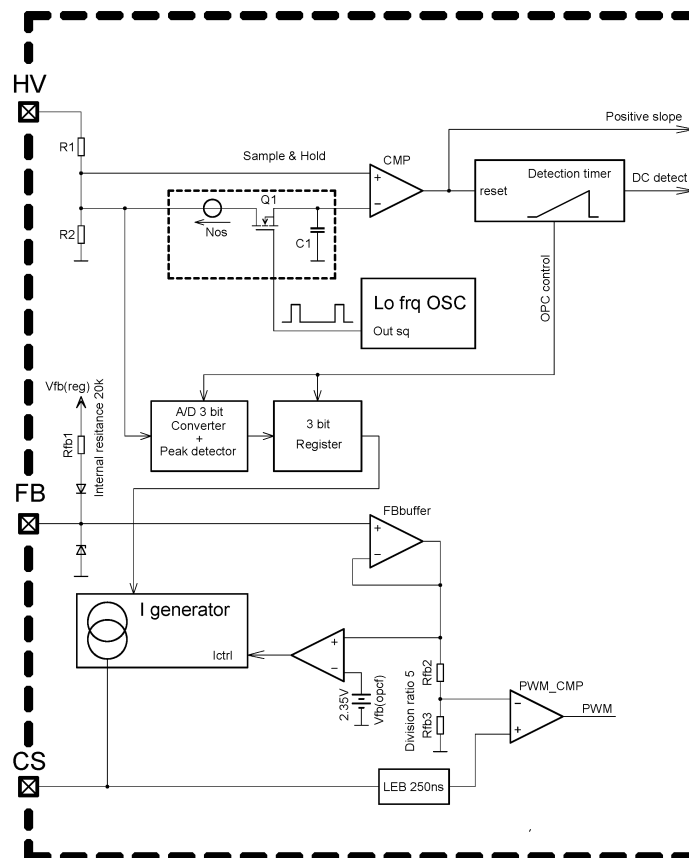 HV
Positive slope
R1
Sample & Hold
CMP
+
−
Detection timer
reset
DC detect
Q1
R2
Nos
C1
OPC control
Lo frq OSC
Out sq
Vfb(reg)
Rfb1
Internal resitance 20k
A/D 3 bit
Converter
+
Peak detector
3 bit
Register
FB
FBbuffer
+
−
I generator
Ictrl
+
−
2.35V
Vfb(opcf)
Rfb2
Division ratio 5
Rfb3
PWM_CMP
−
+
PWM
CS
LEB 250ns